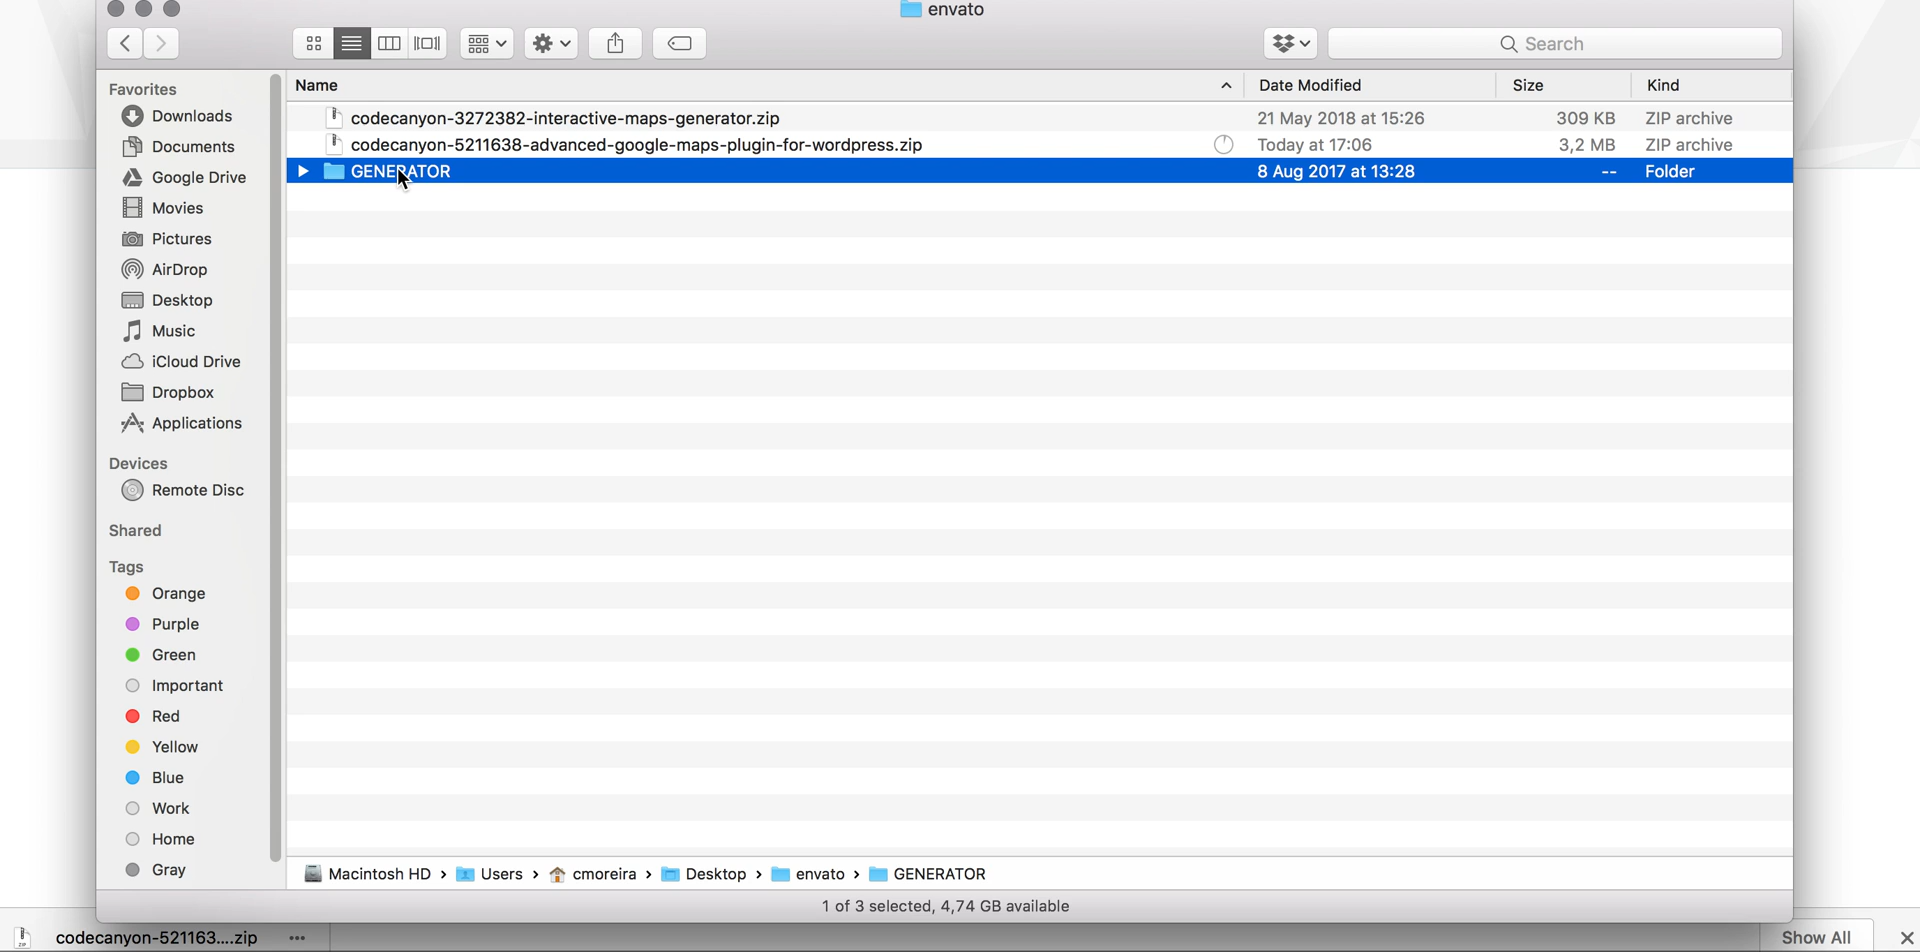 envato
Search
Favorites
Downloads
Documents
Google Drive
Movies
Pictures
AirDrop
Desktop
Music
iCloud Drive
Dropbox
Applications
Devices
Remote Disc
Shared
Tags
Orange
Purple
Green
Important
Red
Yellow
Blue
Work
Home
Gray
Name Date Modified Size Kind
codecanyon-3272382-interactive-maps-generator.zip 21 May 2018 at 15:26 309 KB ZIP archive
codecanyon-5211638-advanced-google-maps-plugin-for-wordpress.zip Today at 17:06 3,2 MB ZIP archive
GENERATOR 8 Aug 2017 at 13:28 -- Folder
Macintosh HD › Users › cmoreira › Desktop › envato › GENERATOR
1 of 3 selected, 4,74 GB available
codecanyon-521163....zip
Show All